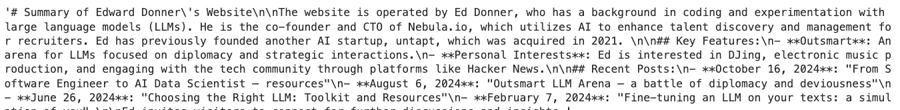 '# Summary of Edward Donner\'s Website\n\nThe website is operated by Ed Donner, who has a background in coding and experimentation with
large language models (LLMs). He is the co-founder and CTO of Nebula.io, which utilizes AI to enhance talent discovery and management fo
r recruiters. Ed has previously founded another AI startup, untapt, which was acquired in 2021. \n\n## Key Features:\n- **Outsmart**: An
arena for LLMs focused on diplomacy and strategic interactions.\n- **Personal Interests**: Ed is interested in DJing, electronic music p
roduction, and engaging with the tech community through platforms like Hacker News.\n\n## Recent Posts:\n- **October 16, 2024**: "From S
oftware Engineer to AI Data Scientist – resources"\n- **August 6, 2024**: "Outsmart LLM Arena – a battle of diplomacy and deviousness"\n
- **June 26, 2024**: "Choosing the Right LLM: Toolkit and Resources"\n- **February 7, 2024**: "Fine-tuning an LLM on your texts: a simul